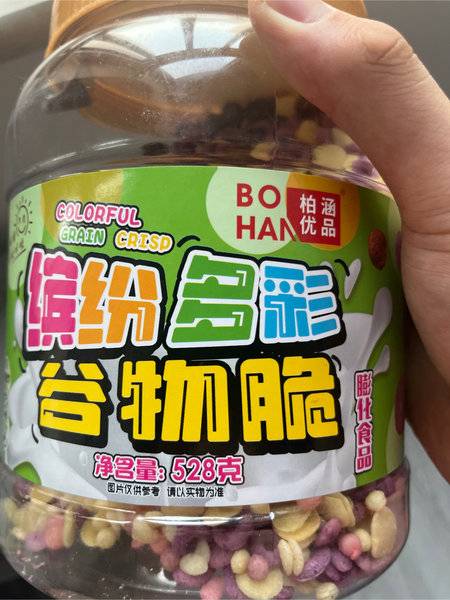 COLORFUL
GRAIN CRISP
BO
HAN
柏涵
优品
缤纷多彩
谷物脆
膨化食品
净含量：528克
图片仅供参考 请以实物为准